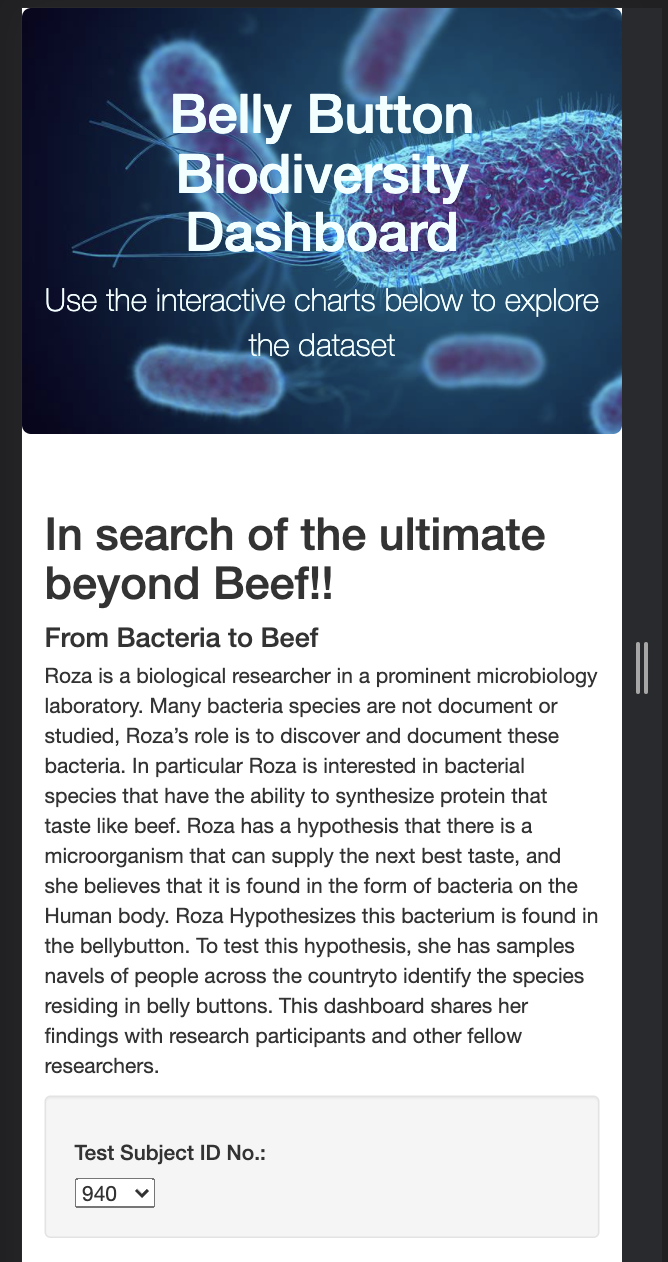 Belly Button
Biodiversity
Dashboard
Use the interactive charts below to explore
the dataset
In search of the ultimate
beyond Beef!!
From Bacteria to Beef
Roza is a biological researcher in a prominent microbiology
laboratory. Many bacteria species are not document or
studied, Roza’s role is to discover and document these
bacteria. In particular Roza is interested in bacterial
species that have the ability to synthesize protein that
taste like beef. Roza has a hypothesis that there is a
microorganism that can supply the next best taste, and
she believes that it is found in the form of bacteria on the
Human body. Roza Hypothesizes this bacterium is found in
the bellybutton. To test this hypothesis, she has samples
navels of people across the countryto identify the species
residing in belly buttons. This dashboard shares her
findings with research participants and other fellow
researchers.
Test Subject ID No.:
940